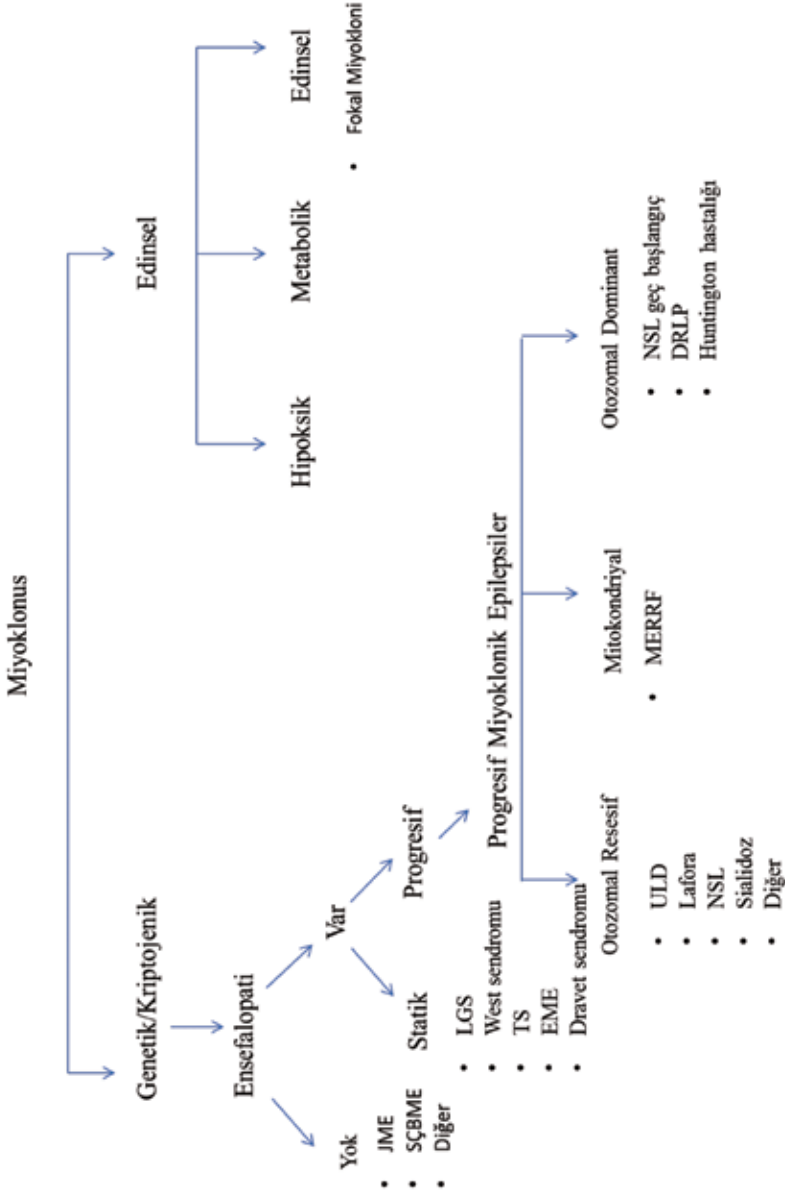 Miyoklonus
Genetik/Kriptojenik
Edinsel
Ensefalopati
Hipoksik
Metabolik
Edinsel
• Fokal Miyokloni
Yok
• JME
• SÇBME
• Diğer
Var
Statik
• LGS
• West sendromu
• TS
• EME
• Dravet sendromu
Progresif
Progresif Miyoklonik Epilepsiler
Otozomal Resesif
• ULD
• Lafora
• NSL
• Sialidoz
• Diğer
Mitokondriyal
• MERRF
Otozomal Dominant
• NSL geç başlangıç
• DRLP
• Huntington hastalığı